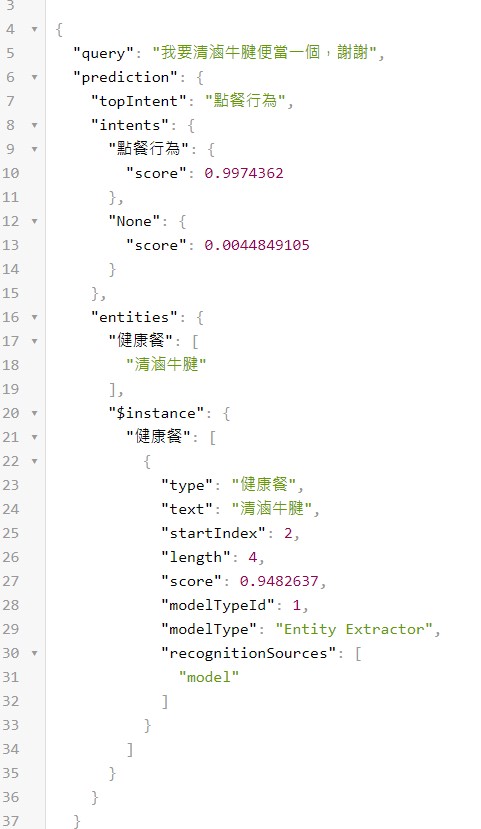 3
4 {
5 "query": "我要清滷牛腱便當一個，謝謝",
6 "prediction": {
7 "topIntent": "點餐行為",
8 "intents": {
9 "點餐行為": {
10 "score": 0.9974362
11 },
12 "None": {
13 "score": 0.0044849105
14 }
15 },
16 "entities": {
17 "健康餐": [
18 "清滷牛腱"
19 ],
20 "$instance": {
21 "健康餐": [
22 {
23 "type": "健康餐",
24 "text": "清滷牛腱",
25 "startIndex": 2,
26 "length": 4,
27 "score": 0.9482637,
28 "modelTypeId": 1,
29 "modelType": "Entity Extractor",
30 "recognitionSources": [
31 "model"
32 ]
33 }
34 ]
35 }
36 }
37 }